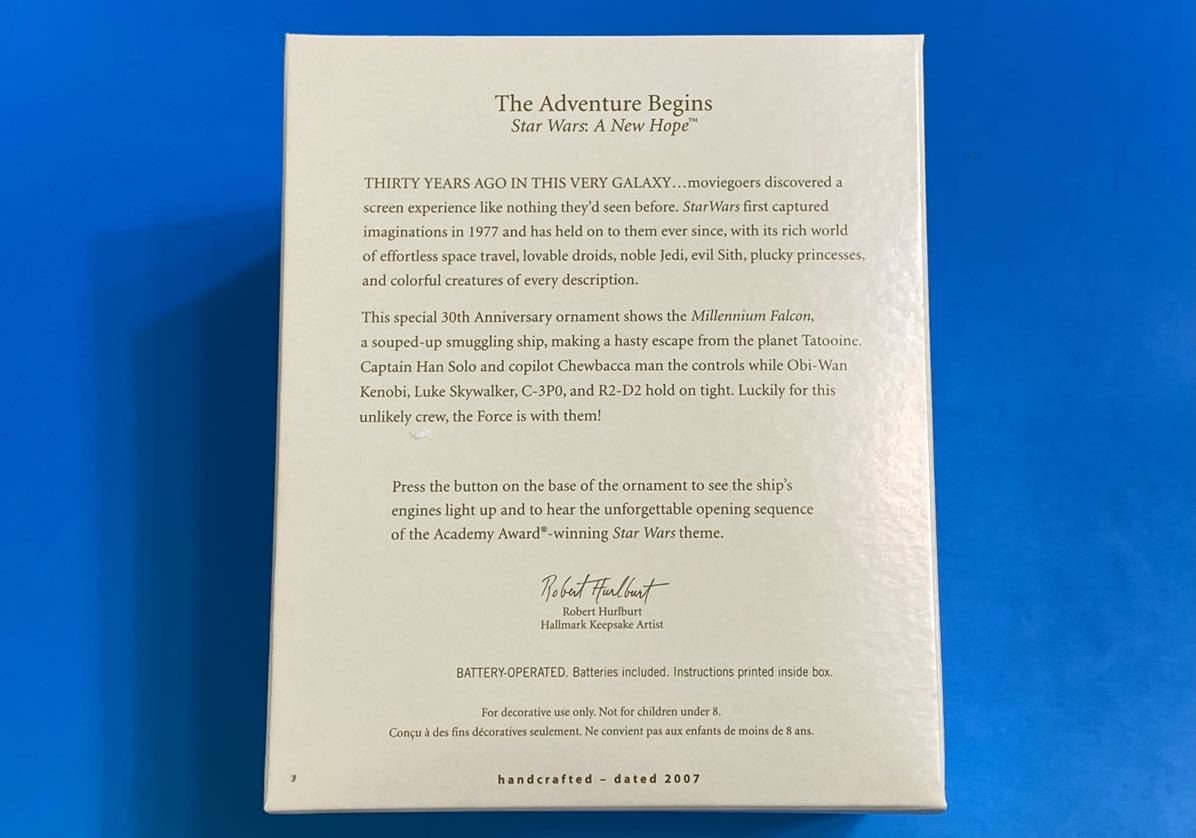 The Adventure Begins
Star Wars: A New Hope™
THIRTY YEARS AGO IN THIS VERY GALAXY…moviegoers discovered a
screen experience like nothing they'd seen before. Star Wars first captured
imaginations in 1977 and has held on to them ever since, with its rich world
of effortless space travel, lovable droids, noble Jedi, evil Sith, plucky princesses,
and colorful creatures of every description.
This special 30th Anniversary ornament shows the Millennium Falcon,
a souped-up smuggling ship, making a hasty escape from the planet Tatooine.
Captain Han Solo and copilot Chewbacca man the controls while Obi-Wan
Kenobi, Luke Skywalker, C-3P0, and R2-D2 hold on tight. Luckily for this
unlikely crew, the Force is with them!
Press the button on the base of the ornament to see the ship's
engines light up and to hear the unforgettable opening sequence
of the Academy Award®-winning Star Wars theme.
Robert Hurlburt
Robert Hurlburt
Hallmark Keepsake Artist
BATTERY-OPERATED. Batteries included. Instructions printed inside box.
For decorative use only. Not for children under 8.
Conçu à des fins décoratives seulement. Ne convient pas aux enfants de moins de 8 ans.
handcrafted – dated 2007